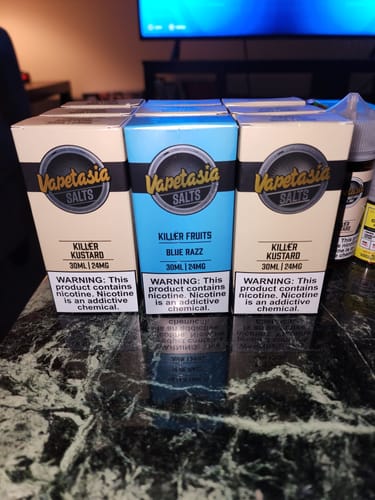 Vapetasia
SALTS
KILLER
KUSTARD
30ML | 24MG
WARNING: This
product contains
nicotine. Nicotine
is an addictive
chemical.
Vapetasia
SALTS
KILLER FRUITS
BLUE RAZZ
30ML | 24MG
WARNING: This
product contains
nicotine. Nicotine
is an addictive
chemical.
Vapetasia
SALTS
KILLER
KUSTARD
30ML | 24MG
WARNING: This
product contains
nicotine. Nicotine
is an addictive
chemical.